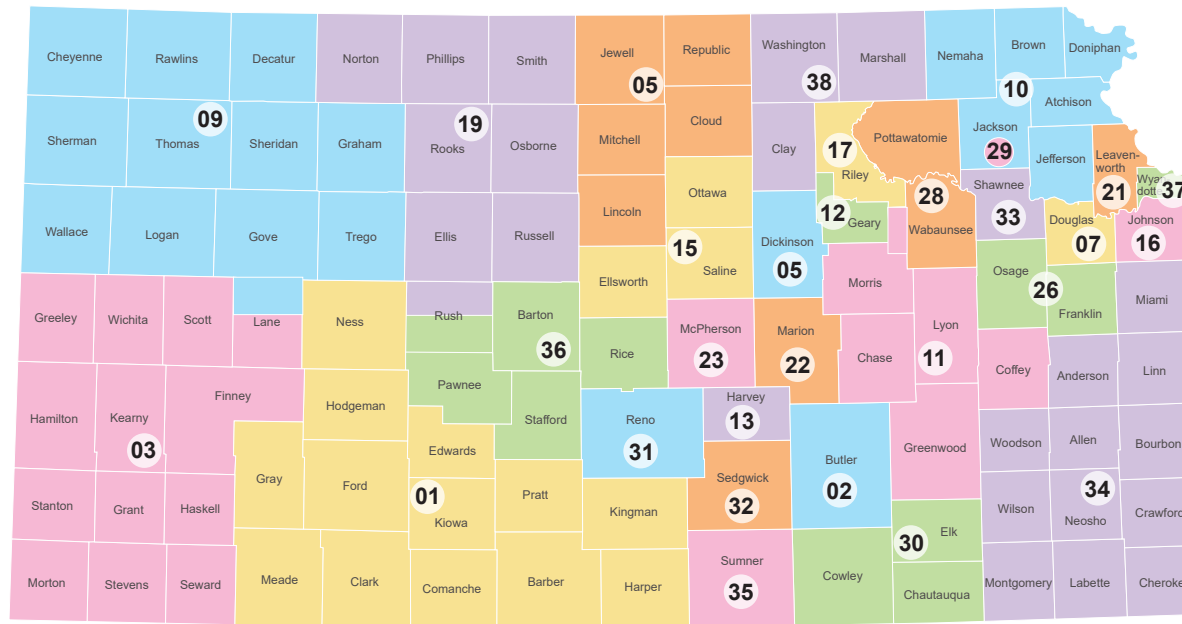 Cheyenne
Rawlins
Decatur
Norton
Phillips
Smith
Jewell
05
Republic
Washington
38
Marshall
Nemaha
Brown
Doniphan
10
Atchison
Sherman
09
Thomas
Sheridan
Graham
19
Rooks
Osborne
Mitchell
Cloud
Clay
17
Riley
Pottawatomie
Jackson
29
Jefferson
Leaven-
worth
21
Wyan
dott
37
Wallace
Logan
Gove
Trego
Ellis
Russell
Lincoln
Ottawa
15
Saline
Dickinson
05
12
Geary
28
Wabaunsee
Shawnee
33
Douglas
07
Johnson
16
Greeley
Wichita
Scott
Lane
Ness
Rush
Barton
36
Ellsworth
Rice
McPherson
23
Marion
22
Morris
Chase
Lyon
11
Osage
26
Franklin
Miami
Coffey
Anderson
Linn
Hamilton
Kearny
03
Finney
Hodgeman
Pawnee
Stafford
Reno
31
Harvey
13
Butler
02
Greenwood
Woodson
Allen
Bourbon
Stanton
Grant
Haskell
Gray
Ford
Edwards
01
Kiowa
Pratt
Kingman
Sedgwick
32
30
Elk
Wilson
34
Neosho
Crawford
Morton
Stevens
Seward
Meade
Clark
Comanche
Barber
Harper
Sumner
35
Cowley
Chautauqua
Montgomery
Labette
Cheroke